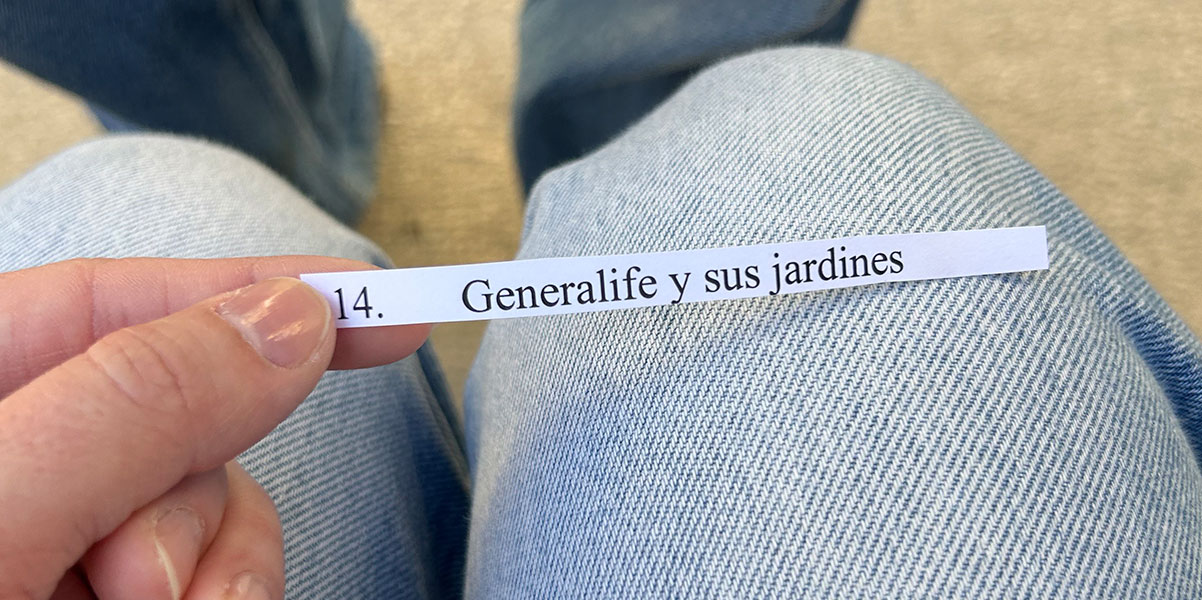 14. Generalife y sus jardines